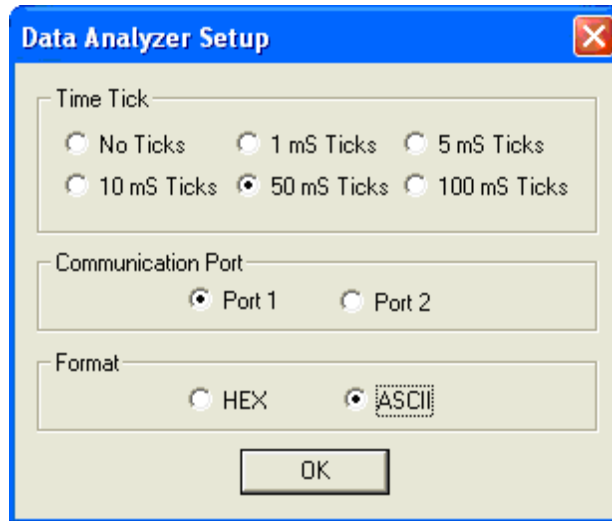 Data Analyzer Setup
Time Tick
No Ticks 1 mS Ticks 5 mS Ticks
10 mS Ticks 50 mS Ticks 100 mS Ticks
Communication Port
Port 1 Port 2
Format
HEX ASCII
OK